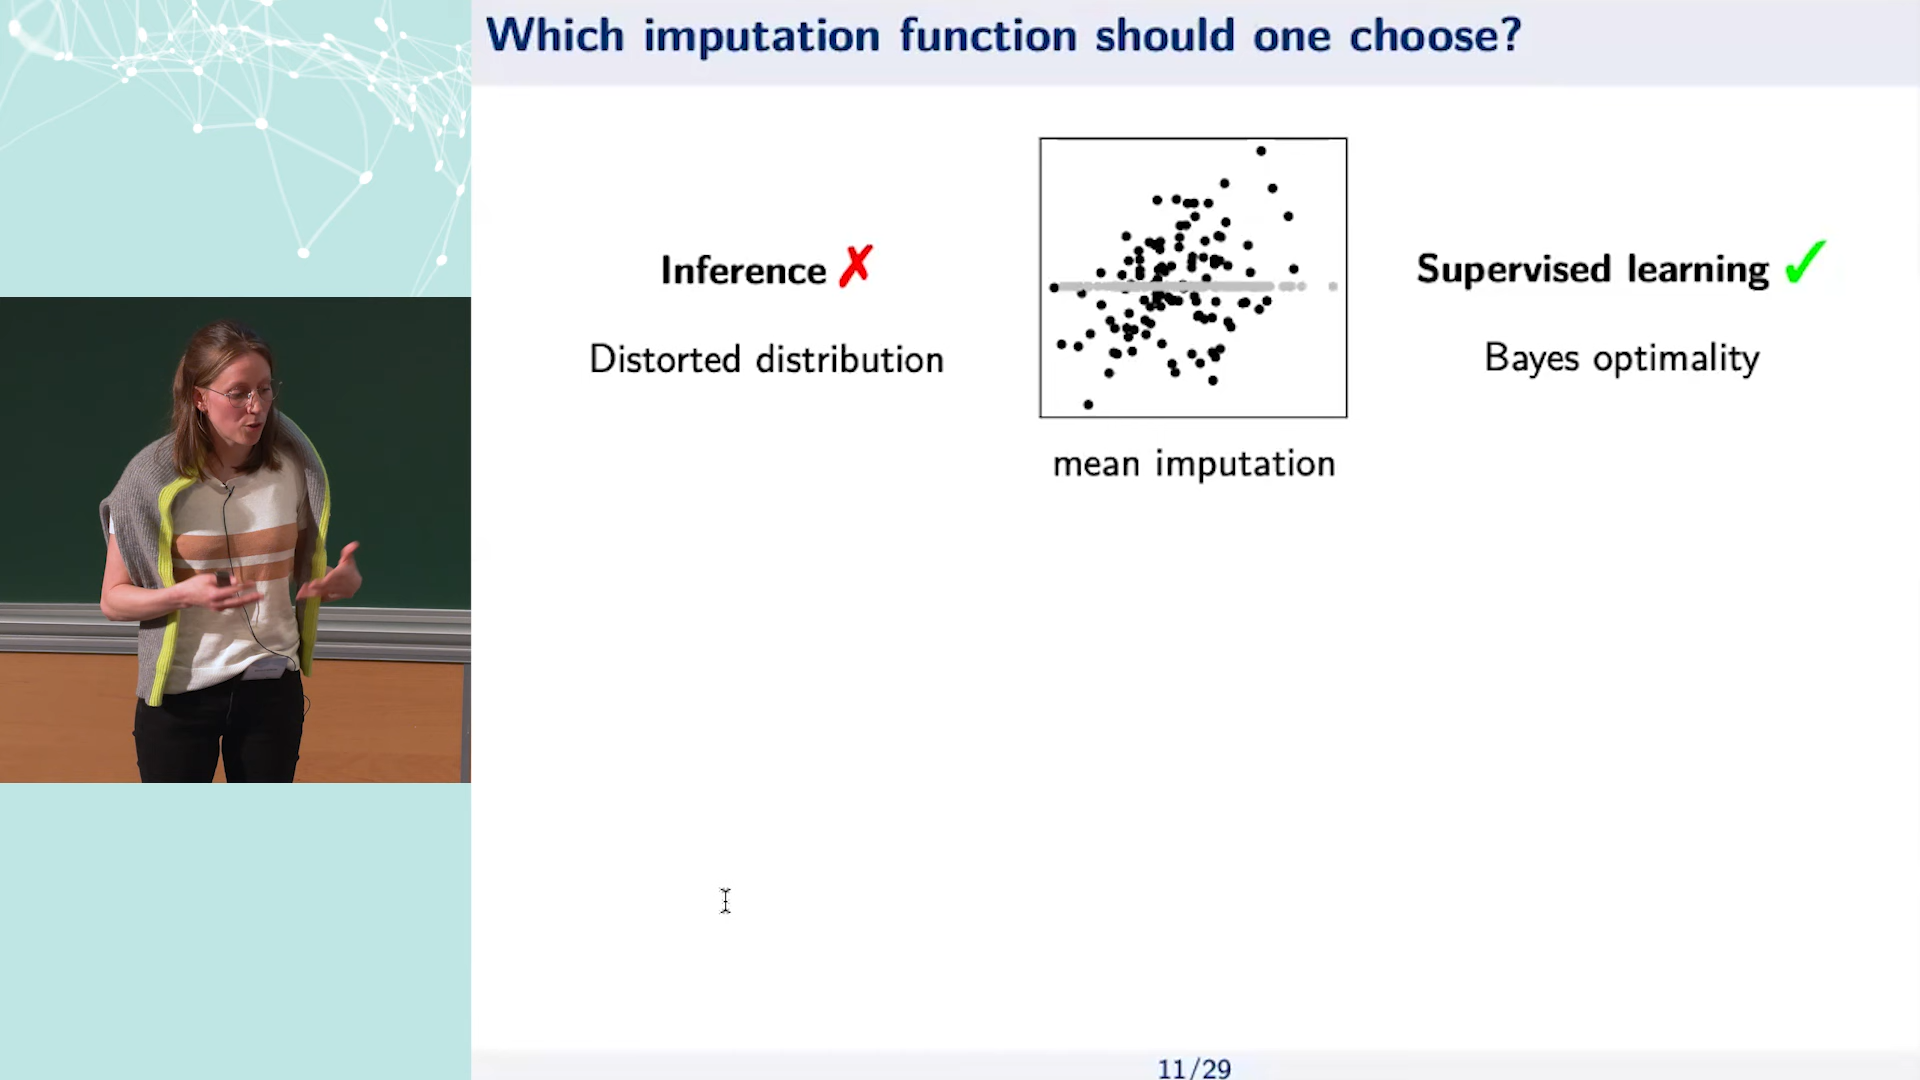 Which imputation function should one choose?
Inference ✗
Distorted distribution
mean imputation
Supervised learning ✓
Bayes optimality
11/29